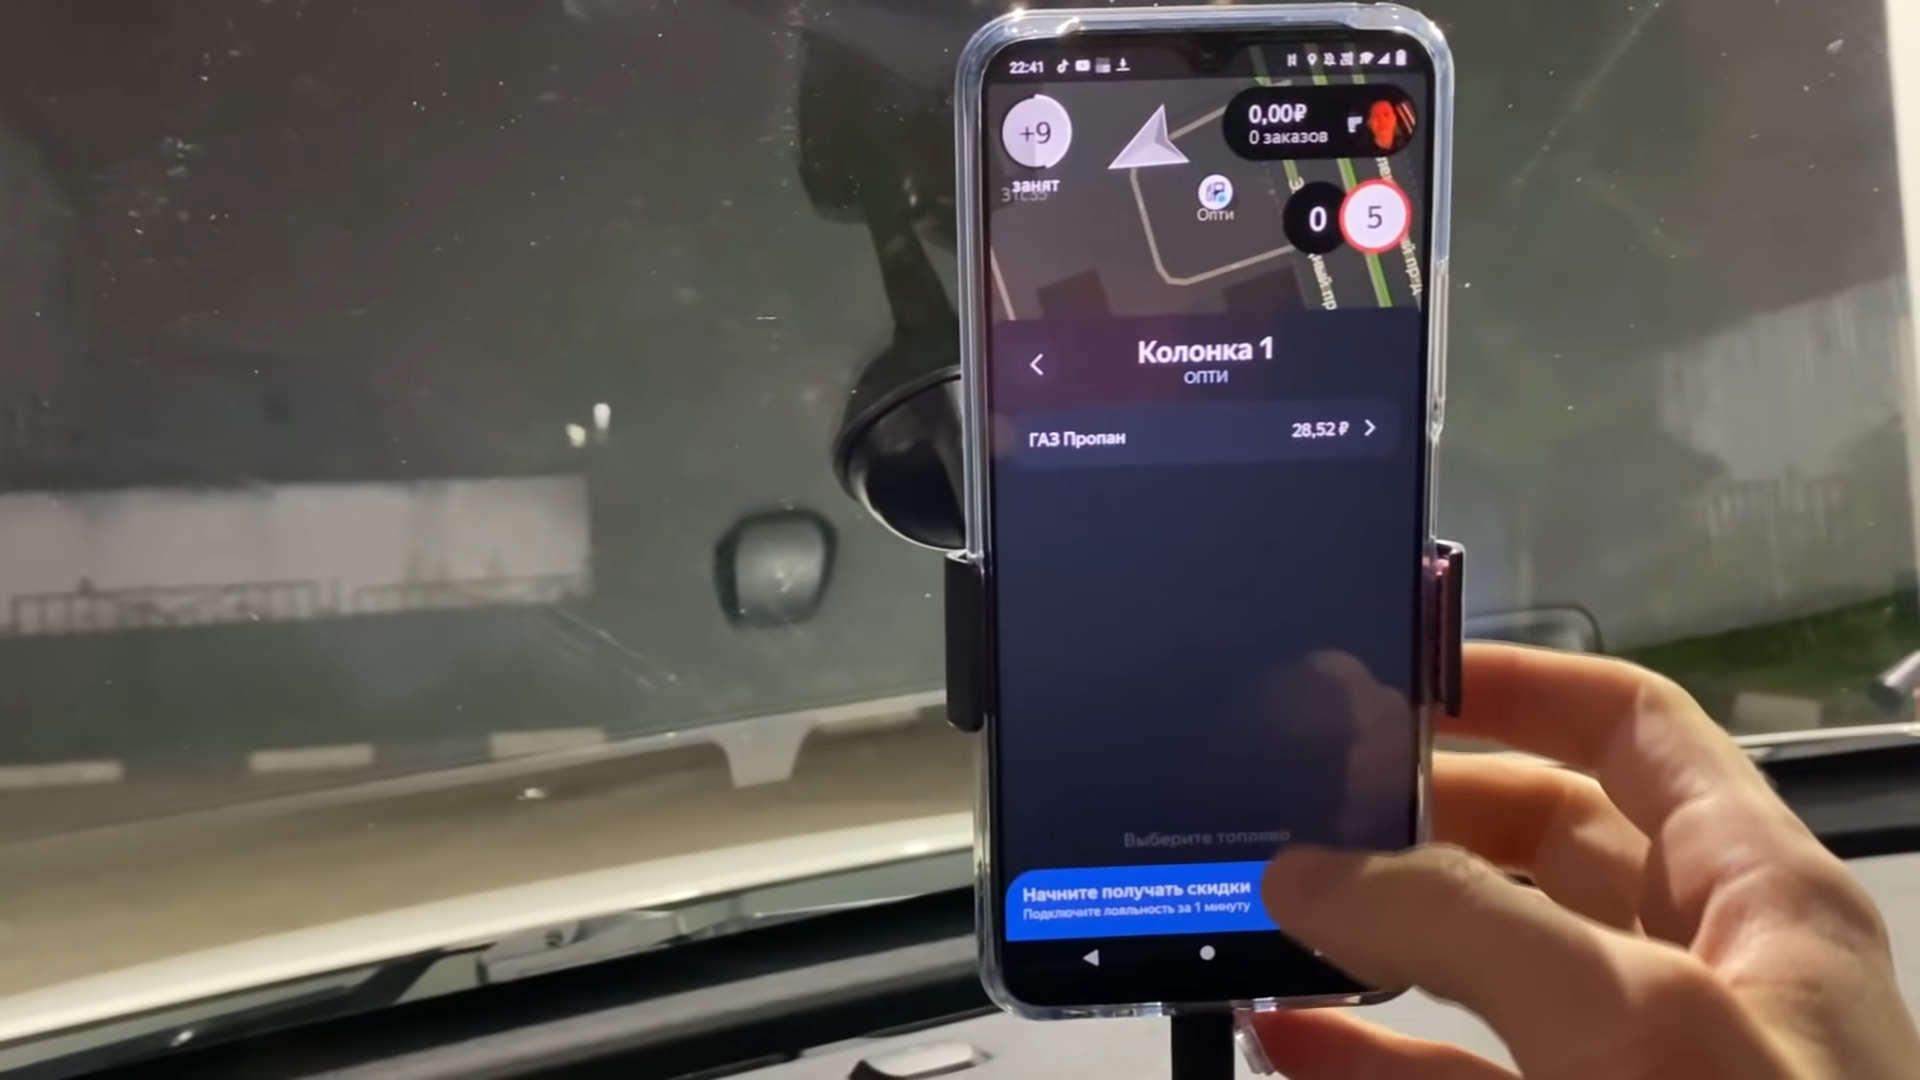 22:41
+9
занят
0,00₽
0 заказов
Опти
0
5
Колонка 1
ОПТИ
ГАЗ Пропан
28,52 ₽
Выберите топливо
Начните получать скидки
Подключите лояльность за 1 минуту